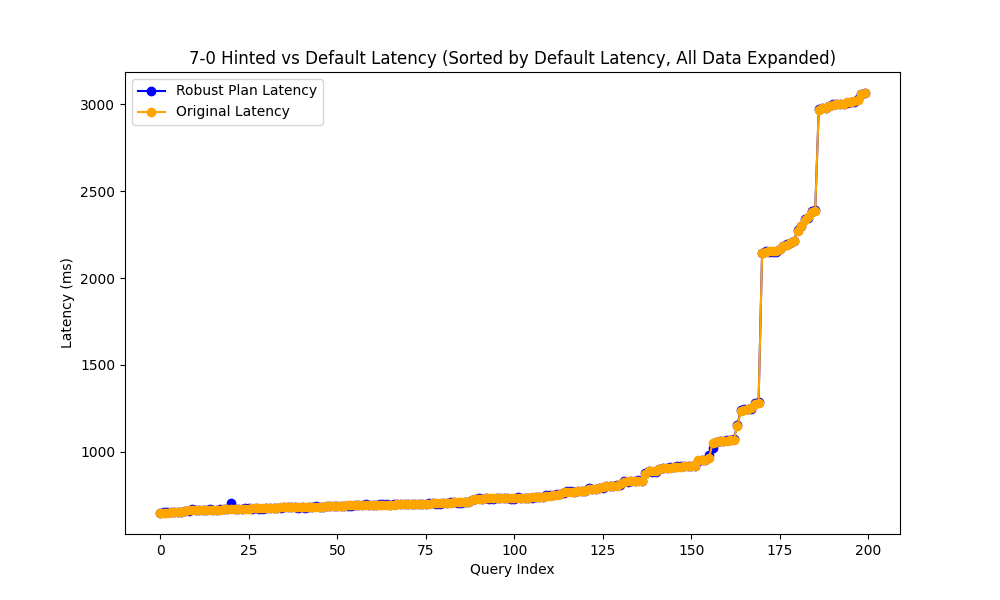 7-0 Hinted vs Default Latency (Sorted by Default Latency, All Data Expanded)
Robust Plan Latency
Original Latency
3000
2500
2000
1500
1000
Latency (ms)
0
25
50
75
100
125
150
175
200
Query Index